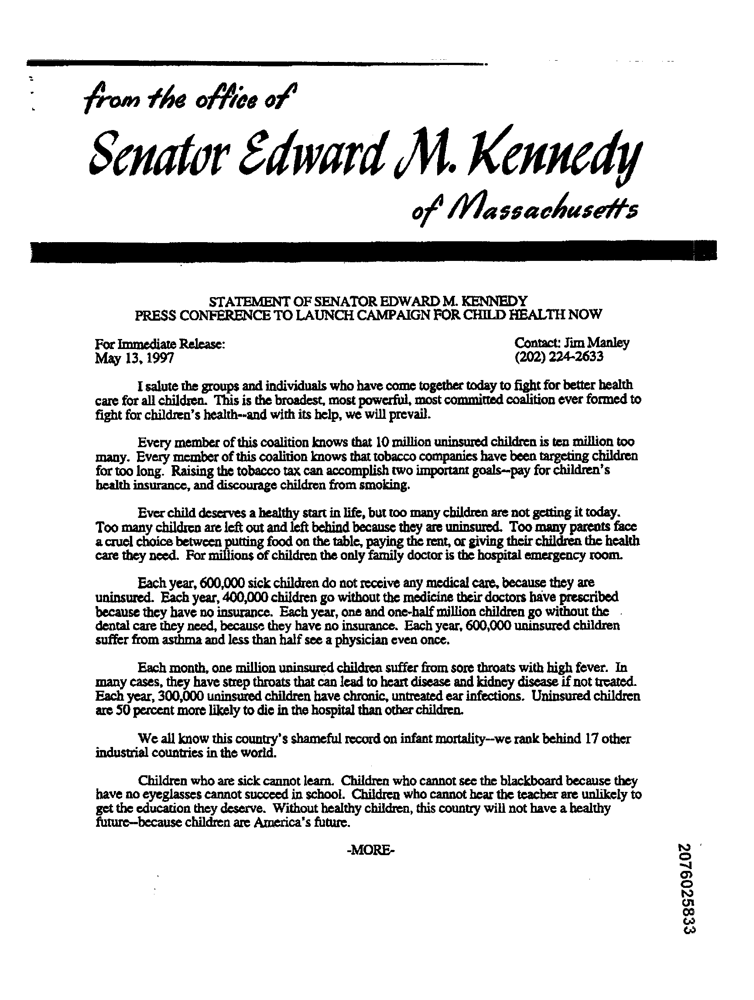 from the office of
Senator Edward M. Kennedy
of Massachusetts
STATEMENT OF SENATOR EDWARD M. KENNEDY
PRESS CONFERENCE TO LAUNCH CAMPAIGN FOR CHILD HEALTH NOW
For Immediate Release: Contact: Jim Manley
May 13, 1997 (202) 224-2633
I salute the groups and individuals who have come together today to fight for better health
care for all children. This is the broadest, most powerful, most committed coalition ever formed to
fight for children's health--and with its help, we will prevail.
Every member of this coalition knows that 10 million uninsured children is ten million too
many. Every member of this coalition knows that tobacco companies have been targeting children
for too long. Raising the tobacco tax can accomplish two important goals--pay for children's
health insurance, and discourage children from smoking.
Ever child deserves a healthy start in life, but too many children are not getting it today.
Too many children are left out and left behind because they are uninsured. Too many parents face
a cruel choice between putting food on the table, paying the rent, or giving their children the health
care they need. For millions of children the only family doctor is the hospital emergency room.
Each year, 600,000 sick children do not receive any medical care, because they are
uninsured. Each year, 400,000 children go without the medicine their doctors have prescribed
because they have no insurance. Each year, one and one-half million children go without the
dental care they need, because they have no insurance. Each year, 600,000 uninsured children
suffer from asthma and less than half see a physician even once.
Each month, one million uninsured children suffer from sore throats with high fever. In
many cases, they have strep throats that can lead to heart disease and kidney disease if not treated.
Each year, 300,000 uninsured children have chronic, untreated ear infections. Uninsured children
are 50 percent more likely to die in the hospital than other children.
We all know this country's shameful record on infant mortality--we rank behind 17 other
industrial countries in the world.
Children who are sick cannot learn. Children who cannot see the blackboard because they
have no eyeglasses cannot succeed in school. Children who cannot hear the teacher are unlikely to
get the education they deserve. Without healthy children, this country will not have a healthy
future--because children are America's future.
-MORE-
2076025833